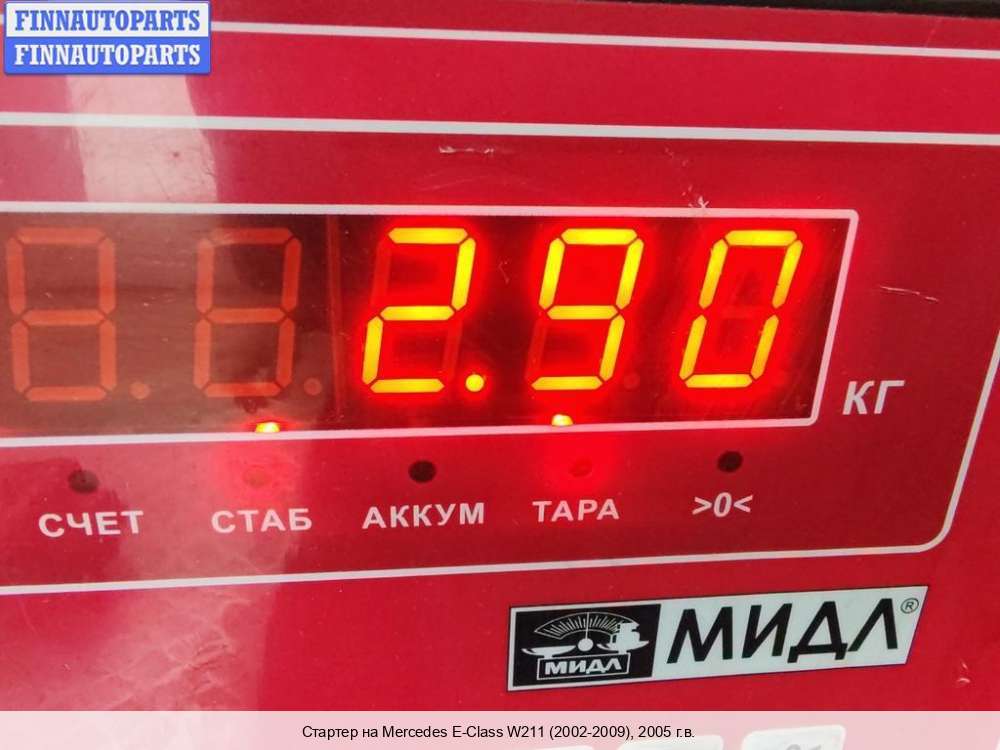 FINNAUTOPARTS
FINNAUTOPARTS
2.90
КГ
СЧЕТ СТАБ АККУМ ТАРА >0<
МИДЛ МИДЛ®
Стартер на Mercedes E-Class W211 (2002-2009), 2005 г.в.